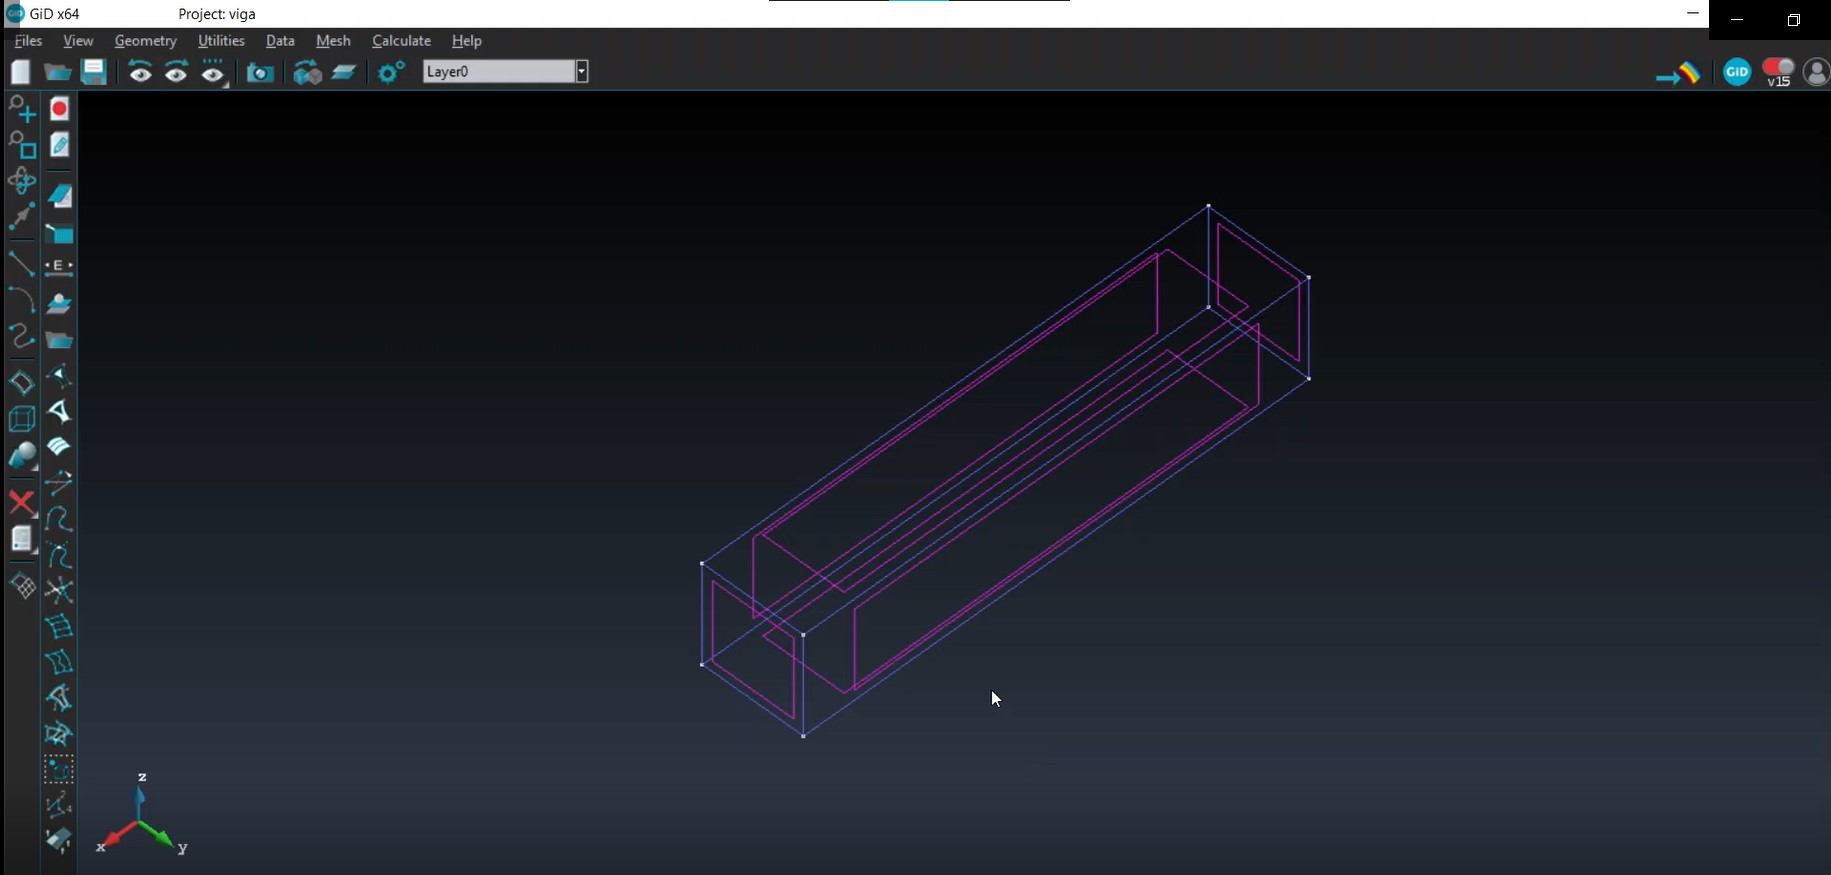 GiD x64 Project: viga
Files View Geometry Utilities Data Mesh Calculate Help
Layer0
GiD
v15
E
z
x
y